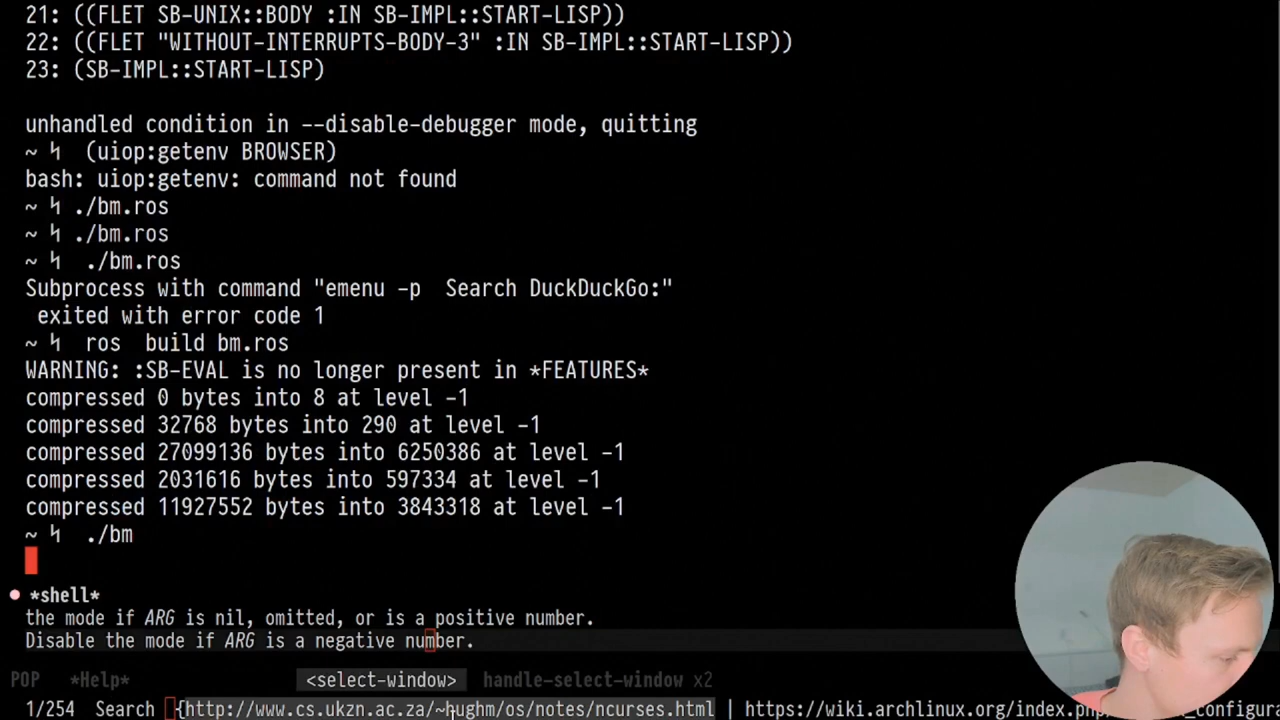 21: ((FLET SB-UNIX::BODY :IN SB-IMPL::START-LISP))
22: ((FLET "WITHOUT-INTERRUPTS-BODY-3" :IN SB-IMPL::START-LISP))
23: (SB-IMPL::START-LISP)
unhandled condition in --disable-debugger mode, quitting
~ Ϟ (uiop:getenv BROWSER)
bash: uiop:getenv: command not found
~ Ϟ ./bm.ros
~ Ϟ ./bm.ros
~ Ϟ ./bm.ros
Subprocess with command "emenu -p  Search DuckDuckGo:"
exited with error code 1
~ Ϟ ros  build bm.ros
WARNING: :SB-EVAL is no longer present in *FEATURES*
compressed 0 bytes into 8 at level -1
compressed 32768 bytes into 290 at level -1
compressed 27099136 bytes into 6250386 at level -1
compressed 2031616 bytes into 597334 at level -1
compressed 11927552 bytes into 3843318 at level -1
~ Ϟ ./bm
*shell*
the mode if ARG is nil, omitted, or is a positive number.
Disable the mode if ARG is a negative number.
POP *Help* <select-window> handle-select-window x2
1/254 Search {http://www.cs.ukzn.ac.za/~hughm/os/notes/ncurses.html | https://wiki.archlinux.org/index.php/ configura